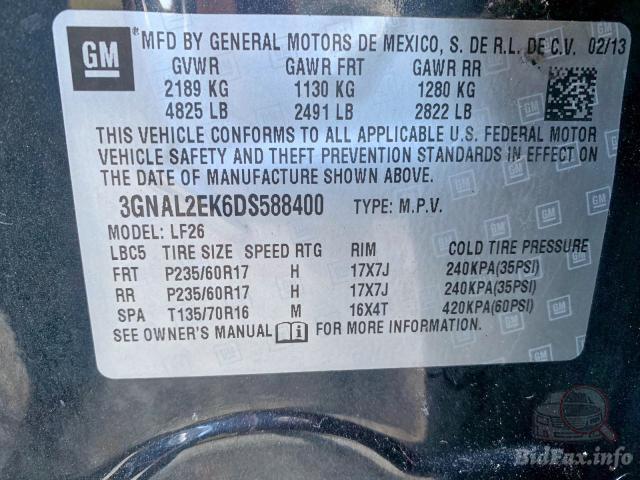 GM
MFD BY GENERAL MOTORS DE MEXICO, S. DE R.L. DE C.V. 02/13
GVWR GAWR FRT GAWR RR
2189 KG 1130 KG 1280 KG
4825 LB 2491 LB 2822 LB
THIS VEHICLE CONFORMS TO ALL APPLICABLE U.S. FEDERAL MOTOR
VEHICLE SAFETY AND THEFT PREVENTION STANDARDS IN EFFECT ON
THE DATE OF MANUFACTURE SHOWN ABOVE.
3GNAL2EK6DS588400 TYPE: M.P.V.
MODEL: LF26
LBC5 TIRE SIZE SPEED RTG RIM COLD TIRE PRESSURE
FRT P235/60R17 H 17X7J 240KPA(35PSI)
RR P235/60R17 H 17X7J 240KPA(35PSI)
SPA T135/70R16 M 16X4T 420KPA(60PSI)
SEE OWNER'S MANUAL FOR MORE INFORMATION.
BidFax.info